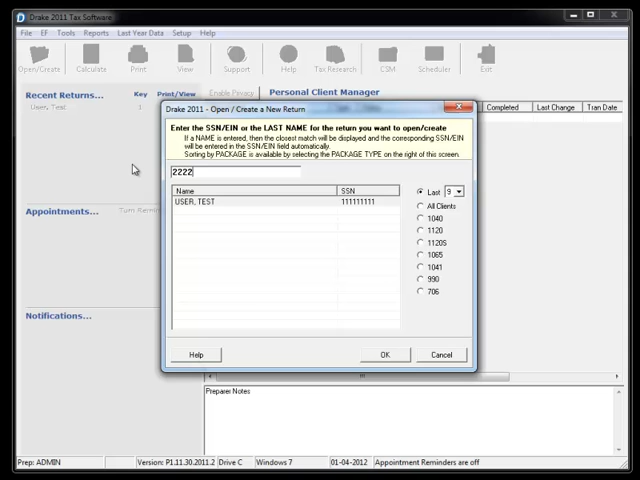 Drake 2011 Tax Software
File EF Tools Reports Last Year Data Setup Help
Open/Create Calculate Print View Support Help Tax Research CSM Scheduler Exit
Recent Returns... Key Print/View Enable Privacy Personal Client Manager
User, Test 1
Completed Last Change Tran Date
Drake 2011 - Open / Create a New Return
Enter the SSN/EIN or the LAST NAME for the return you want to open/create
If a NAME is entered, then the closest match will be displayed and the corresponding SSN/EIN
will be entered in the SSN/EIN field automatically.
Sorting by PACKAGE is available by selecting the PACKAGE TYPE on the right of this screen.
2222
Name SSN
USER, TEST 111111111
Last 9
All Clients
1040
1120
1120S
1065
1041
990
706
Help OK Cancel
Appointments... Turn Remin
Notifications...
Preparer Notes
Prep: ADMIN Version: P1.11.30.2011.2 Drive C Windows 7 01-04-2012 Appointment Reminders are off